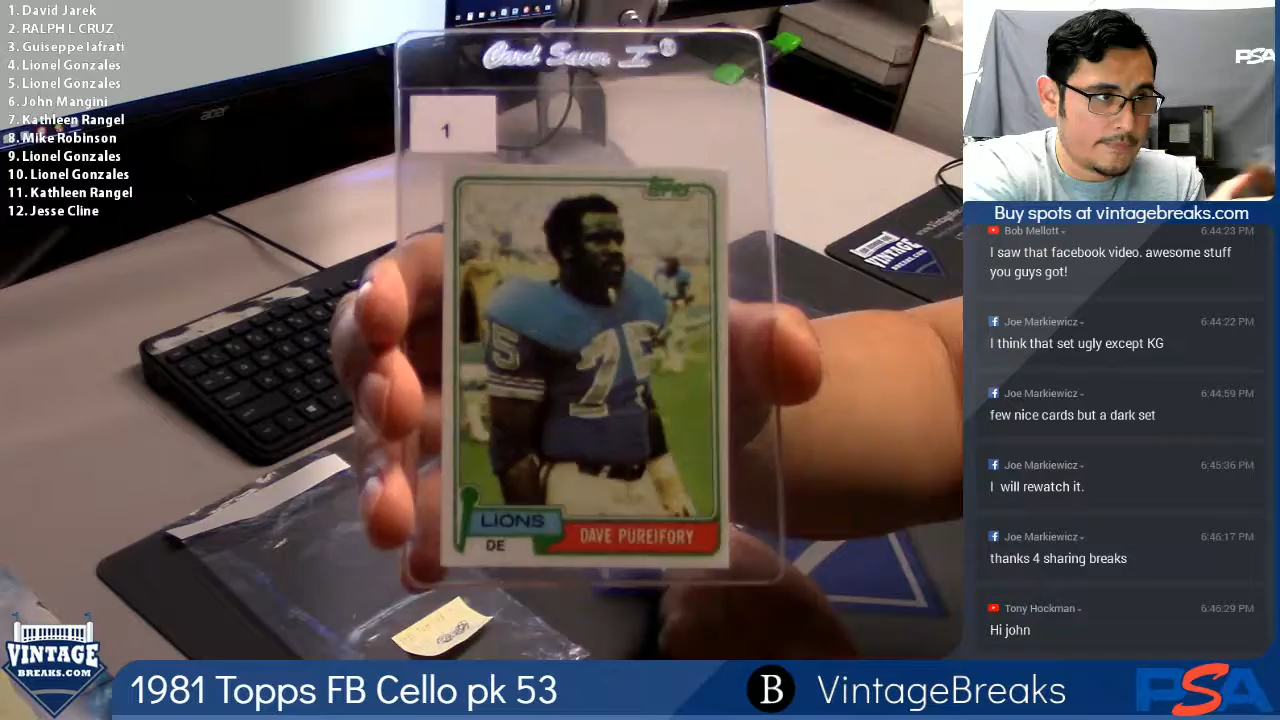 1. David Jarek
2. RALPH L CRUZ
3. Guiseppe Iafrati
4. Lionel Gonzales
5. Lionel Gonzales
6. John Mangini
7. Kathleen Rangel
8. Mike Robinson
9. Lionel Gonzales
10. Lionel Gonzales
11. Kathleen Rangel
12. Jesse Cline
acer
Card Saver I®
1
Topps
75
LIONS
DE
DAVE PUREIFORY
VINTAGE
BREAKS.COM
PSA
Buy spots at vintagebreaks.com
Bob Mellott 6:44:23 PM
I saw that facebook video. awesome stuff
you guys got!
Joe Markiewicz 6:44:22 PM
I think that set ugly except KG
Joe Markiewicz 6:44:59 PM
few nice cards but a dark set
Joe Markiewicz 6:45:36 PM
I will rewatch it.
Joe Markiewicz 6:46:17 PM
thanks 4 sharing breaks
Tony Hockman 6:46:29 PM
Hi john
VINTAGE
BREAKS.COM
1981 Topps FB Cello pk 53
B VintageBreaks
PSA